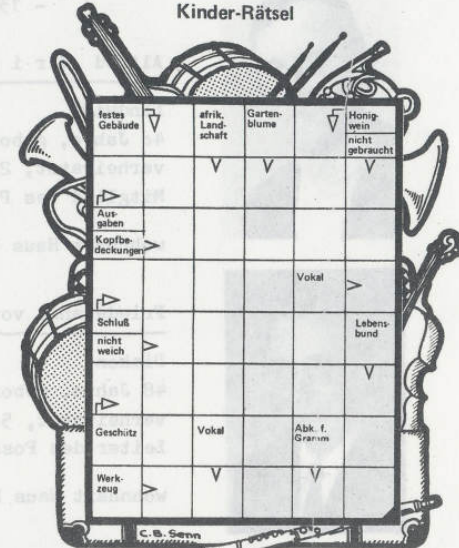 Kinder-Rätsel
festes
Gebäude
afrik.
Land-
schaft
Garten-
blume
Honig-
wein
nicht
gebraucht
Aus-
gaben
Kopfbe-
deckungen
Vokal
Schluß
nicht
weich
Lebens-
bund
Geschütz
Vokal
Abk. f.
Gramm
Werk-
zeug
C.B. Senn